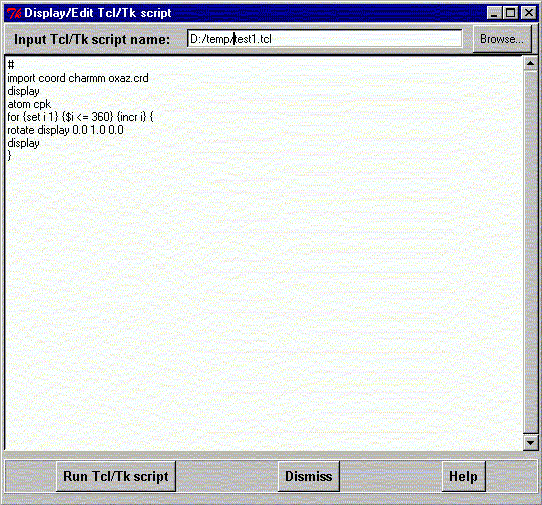 Display/Edit Tcl/Tk script
Input Tcl/Tk script name: D:/temp/test1.tcl Browse...
#
import coord charmm oxaz.crd
display
atom cpk
for {set i 1} {$i <= 360} {incr i} {
rotate display 0.0 1.0 0.0
display
}
Run Tcl/Tk script Dismiss Help